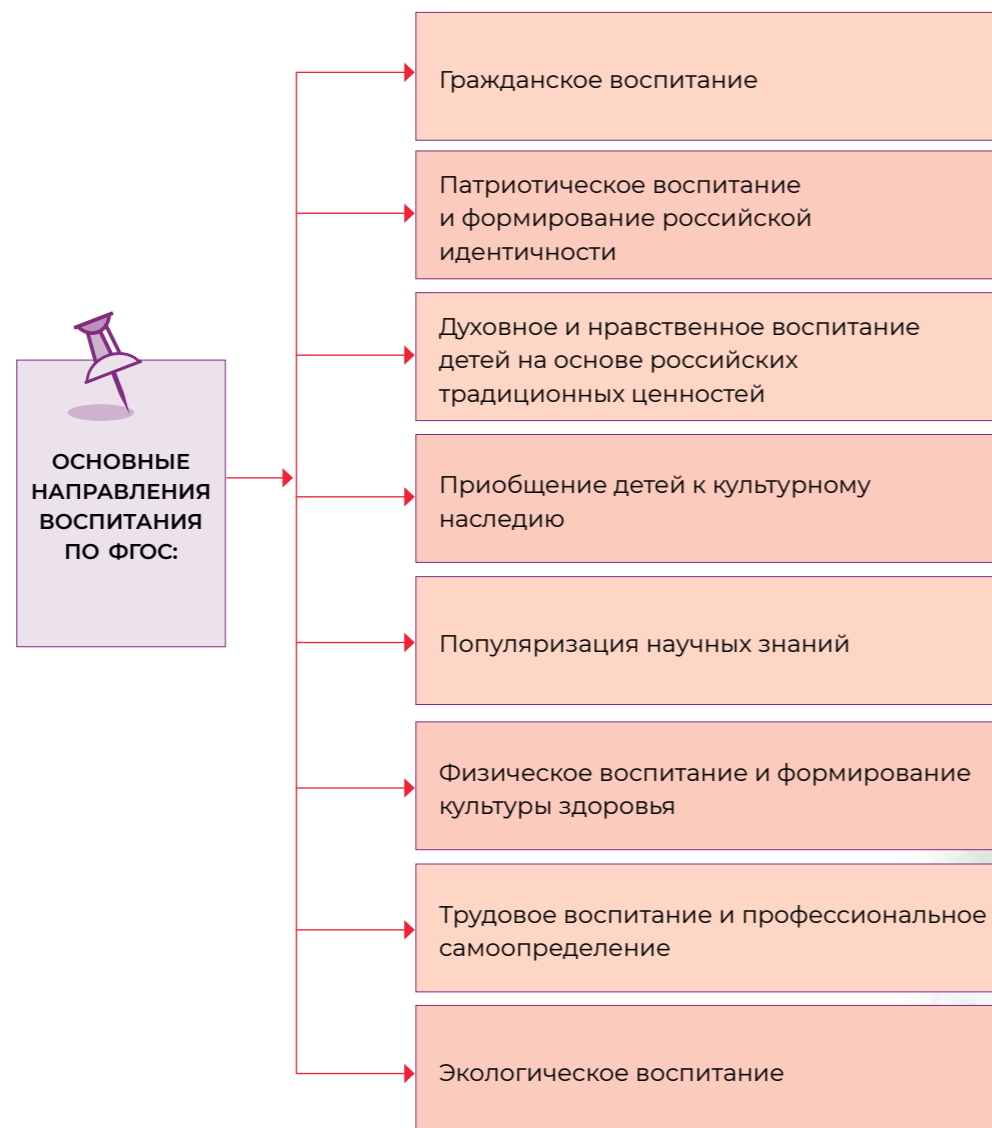 ОСНОВНЫЕ
НАПРАВЛЕНИЯ
ВОСПИТАНИЯ
ПО ФГОС:
Гражданское воспитание
Патриотическое воспитание
и формирование российской
идентичности
Духовное и нравственное воспитание
детей на основе российских
традиционных ценностей
Приобщение детей к культурному
наследию
Популяризация научных знаний
Физическое воспитание и формирование
культуры здоровья
Трудовое воспитание и профессиональное
самоопределение
Экологическое воспитание